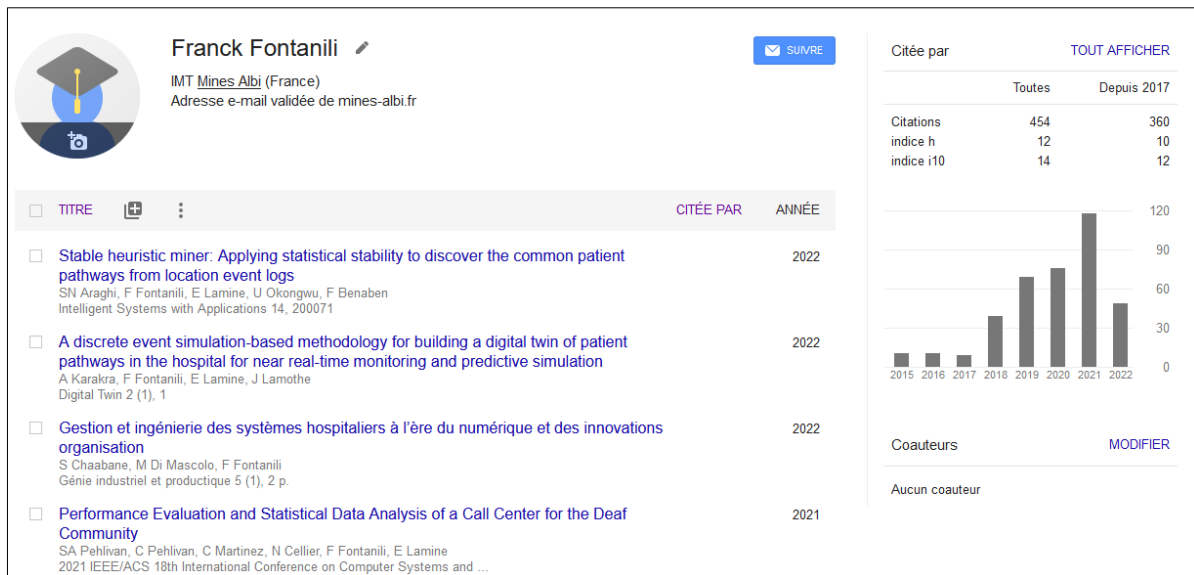 Franck Fontanili
SUIVRE
IMT Mines Albi (France)
Adresse e-mail validée de mines-albi.fr
TITRE
CITÉE PAR
ANNÉE
Stable heuristic miner: Applying statistical stability to discover the common patient
pathways from location event logs
2022
SN Araghi, F Fontanili, E Lamine, U Okongwu, F Benaben
Intelligent Systems with Applications 14, 200071
A discrete event simulation-based methodology for building a digital twin of patient
pathways in the hospital for near real-time monitoring and predictive simulation
2022
A Karakra, F Fontanili, E Lamine, J Lamothe
Digital Twin 2 (1), 1
Gestion et ingénierie des systèmes hospitaliers à l'ère du numérique et des innovations
organisation
2022
S Chaabane, M Di Mascolo, F Fontanili
Génie industriel et productique 5 (1), 2 p.
Performance Evaluation and Statistical Data Analysis of a Call Center for the Deaf
Community
2021
SA Pehlivan, C Pehlivan, C Martinez, N Cellier, F Fontanili, E Lamine
2021 IEEE/ACS 18th International Conference on Computer Systems and …
Citée par
TOUT AFFICHER
Toutes Depuis 2017
Citations 454 360
indice h 12 10
indice i10 14 12
120
90
60
30
0
2015 2016 2017 2018 2019 2020 2021 2022
Coauteurs
MODIFIER
Aucun coauteur